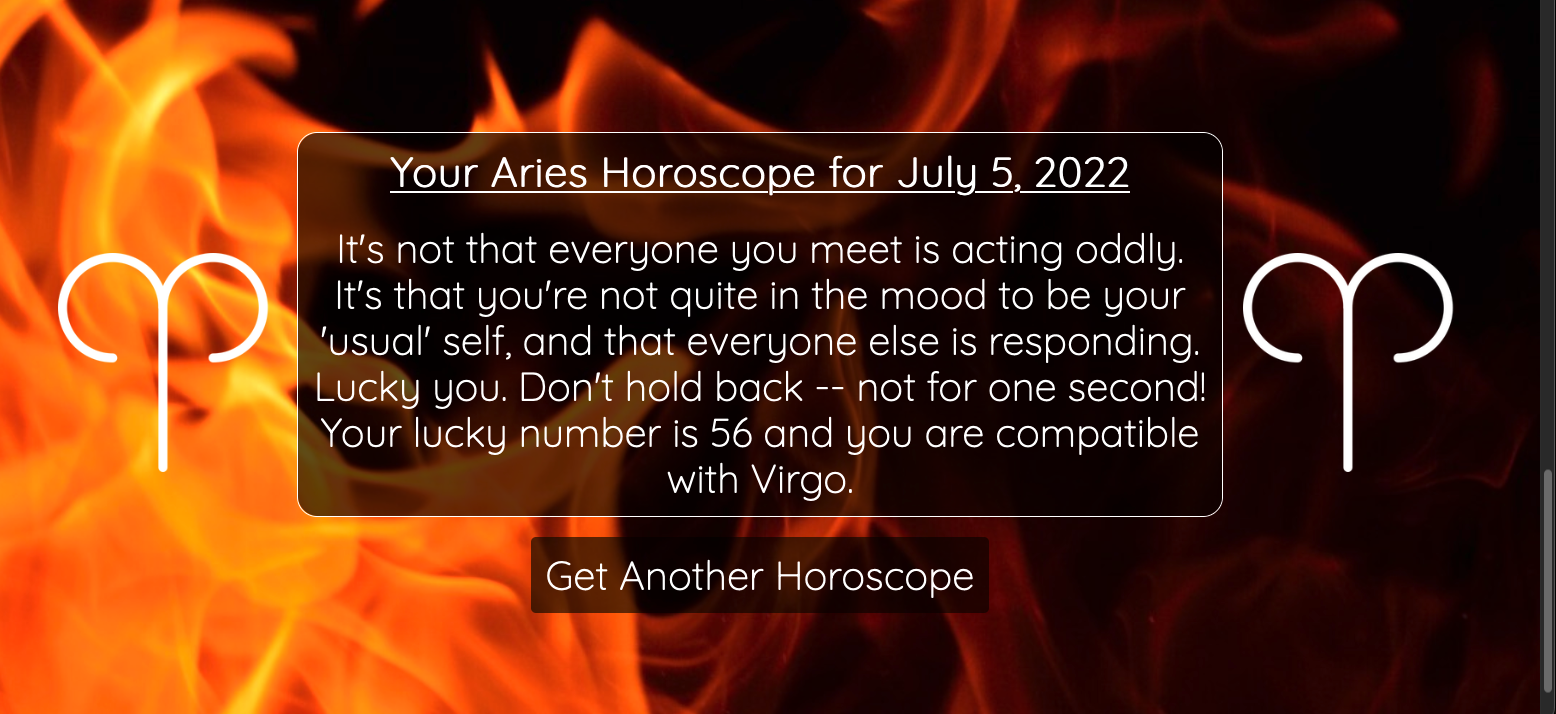 Your Aries Horoscope for July 5, 2022
It's not that everyone you meet is acting oddly.
It's that you're not quite in the mood to be your
'usual' self, and that everyone else is responding.
Lucky you. Don't hold back -- not for one second!
Your lucky number is 56 and you are compatible
with Virgo.
Get Another Horoscope